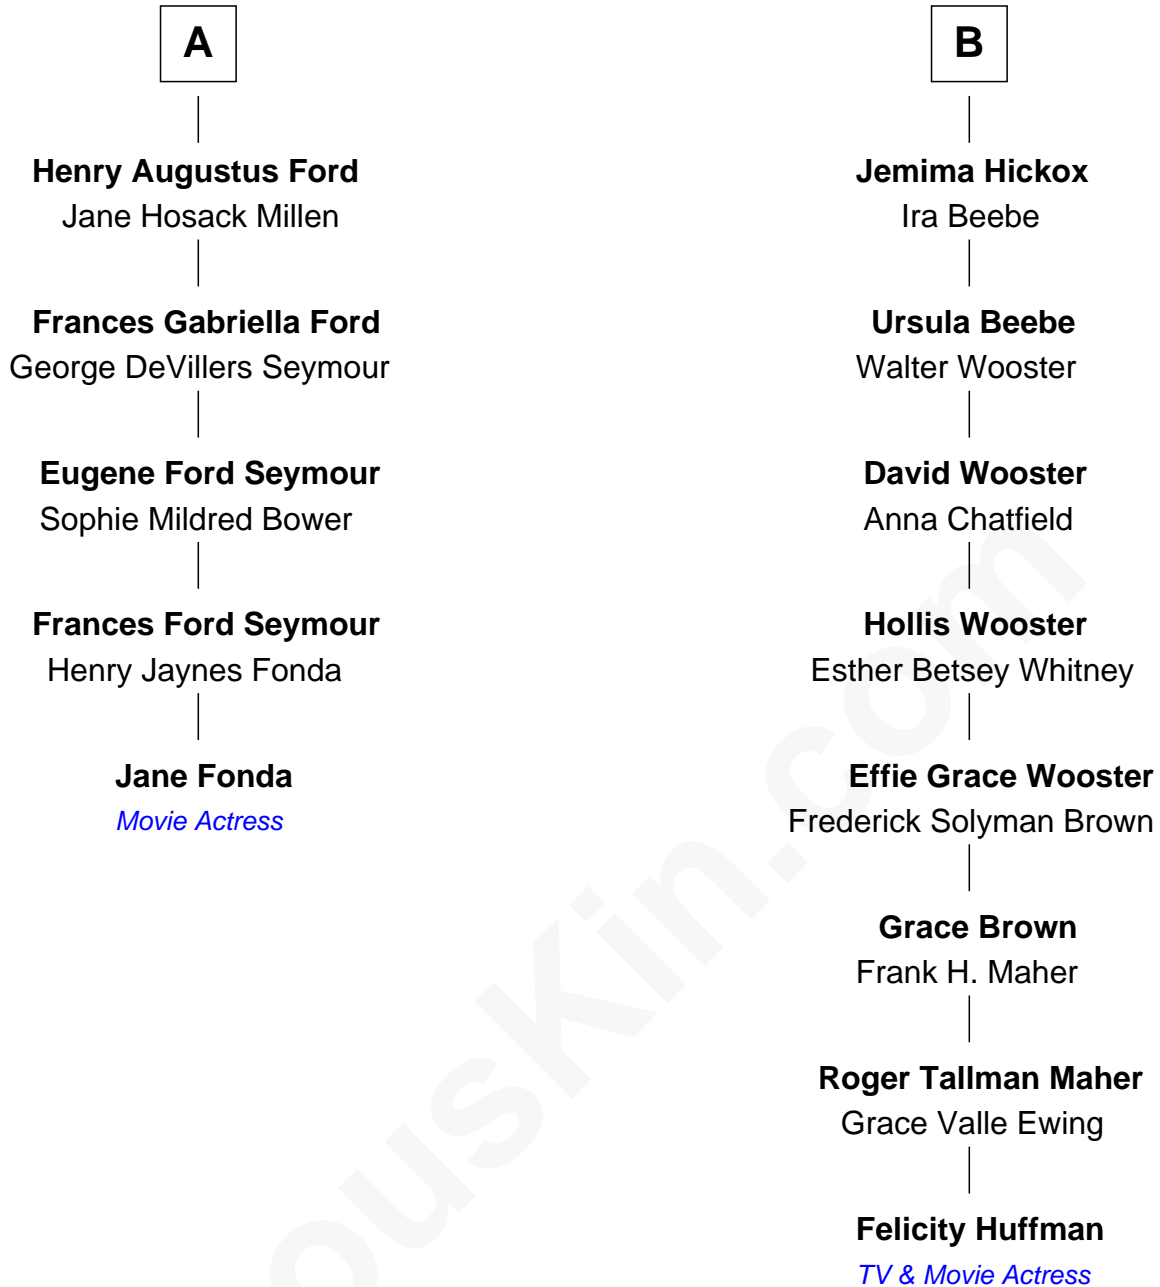 A
Henry Augustus Ford
Jane Hosack Millen
Frances Gabriella Ford
George DeVillers Seymour
Eugene Ford Seymour
Sophie Mildred Bower
Frances Ford Seymour
Henry Jaynes Fonda
Jane Fonda
Movie Actress
B
Jemima Hickox
Ira Beebe
Ursula Beebe
Walter Wooster
David Wooster
Anna Chatfield
Hollis Wooster
Esther Betsey Whitney
Effie Grace Wooster
Frederick Solyman Brown
Grace Brown
Frank H. Maher
Roger Tallman Maher
Grace Valle Ewing
Felicity Huffman
TV & Movie Actress
ousKin.com